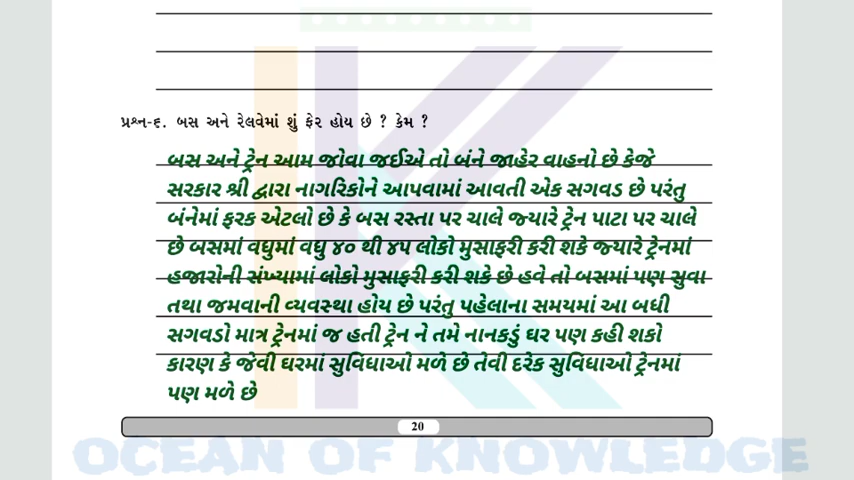 પ્રશ્ન-૬. બસ અને રેલવેમાં શું ફેર હોય છે ? કેમ ?
બસ અને ટ્રેન આમ જોવા જઈએ તો બંને જાહેર વાહનો છે કેજે
સરકાર શ્રી દ્વારા નાગરિકોને આપવામાં આવતી એક સગવડ છે પરંતુ
બંનેમાં ફરક એટલો છે કે બસ રસ્તા પર ચાલે જ્યારે ટ્રેન પાટા પર ચાલે
છે બસમાં વધુમાં વધુ ૪૦ થી ૪૫ લોકો મુસાફરી કરી શકે જ્યારે ટ્રેનમાં
હજારોની સંખ્યામાં લોકો મુસાફરી કરી શકે છે હવે તો બસમાં પણ સુવા
તથા જમવાની વ્યવસ્થા હોય છે પરંતુ પહેલાના સમયમાં આ બધી
સગવડો માત્ર ટ્રેનમાં જ હતી ટ્રેન ને તમે નાનકડું ઘર પણ કહી શકો
કારણ કે જેવી ઘરમાં સુવિધાઓ મળે છે તેવી દરેક સુવિધાઓ ટ્રેનમાં
પણ મળે છે
20
OCEAN OF KNOWLEDGE